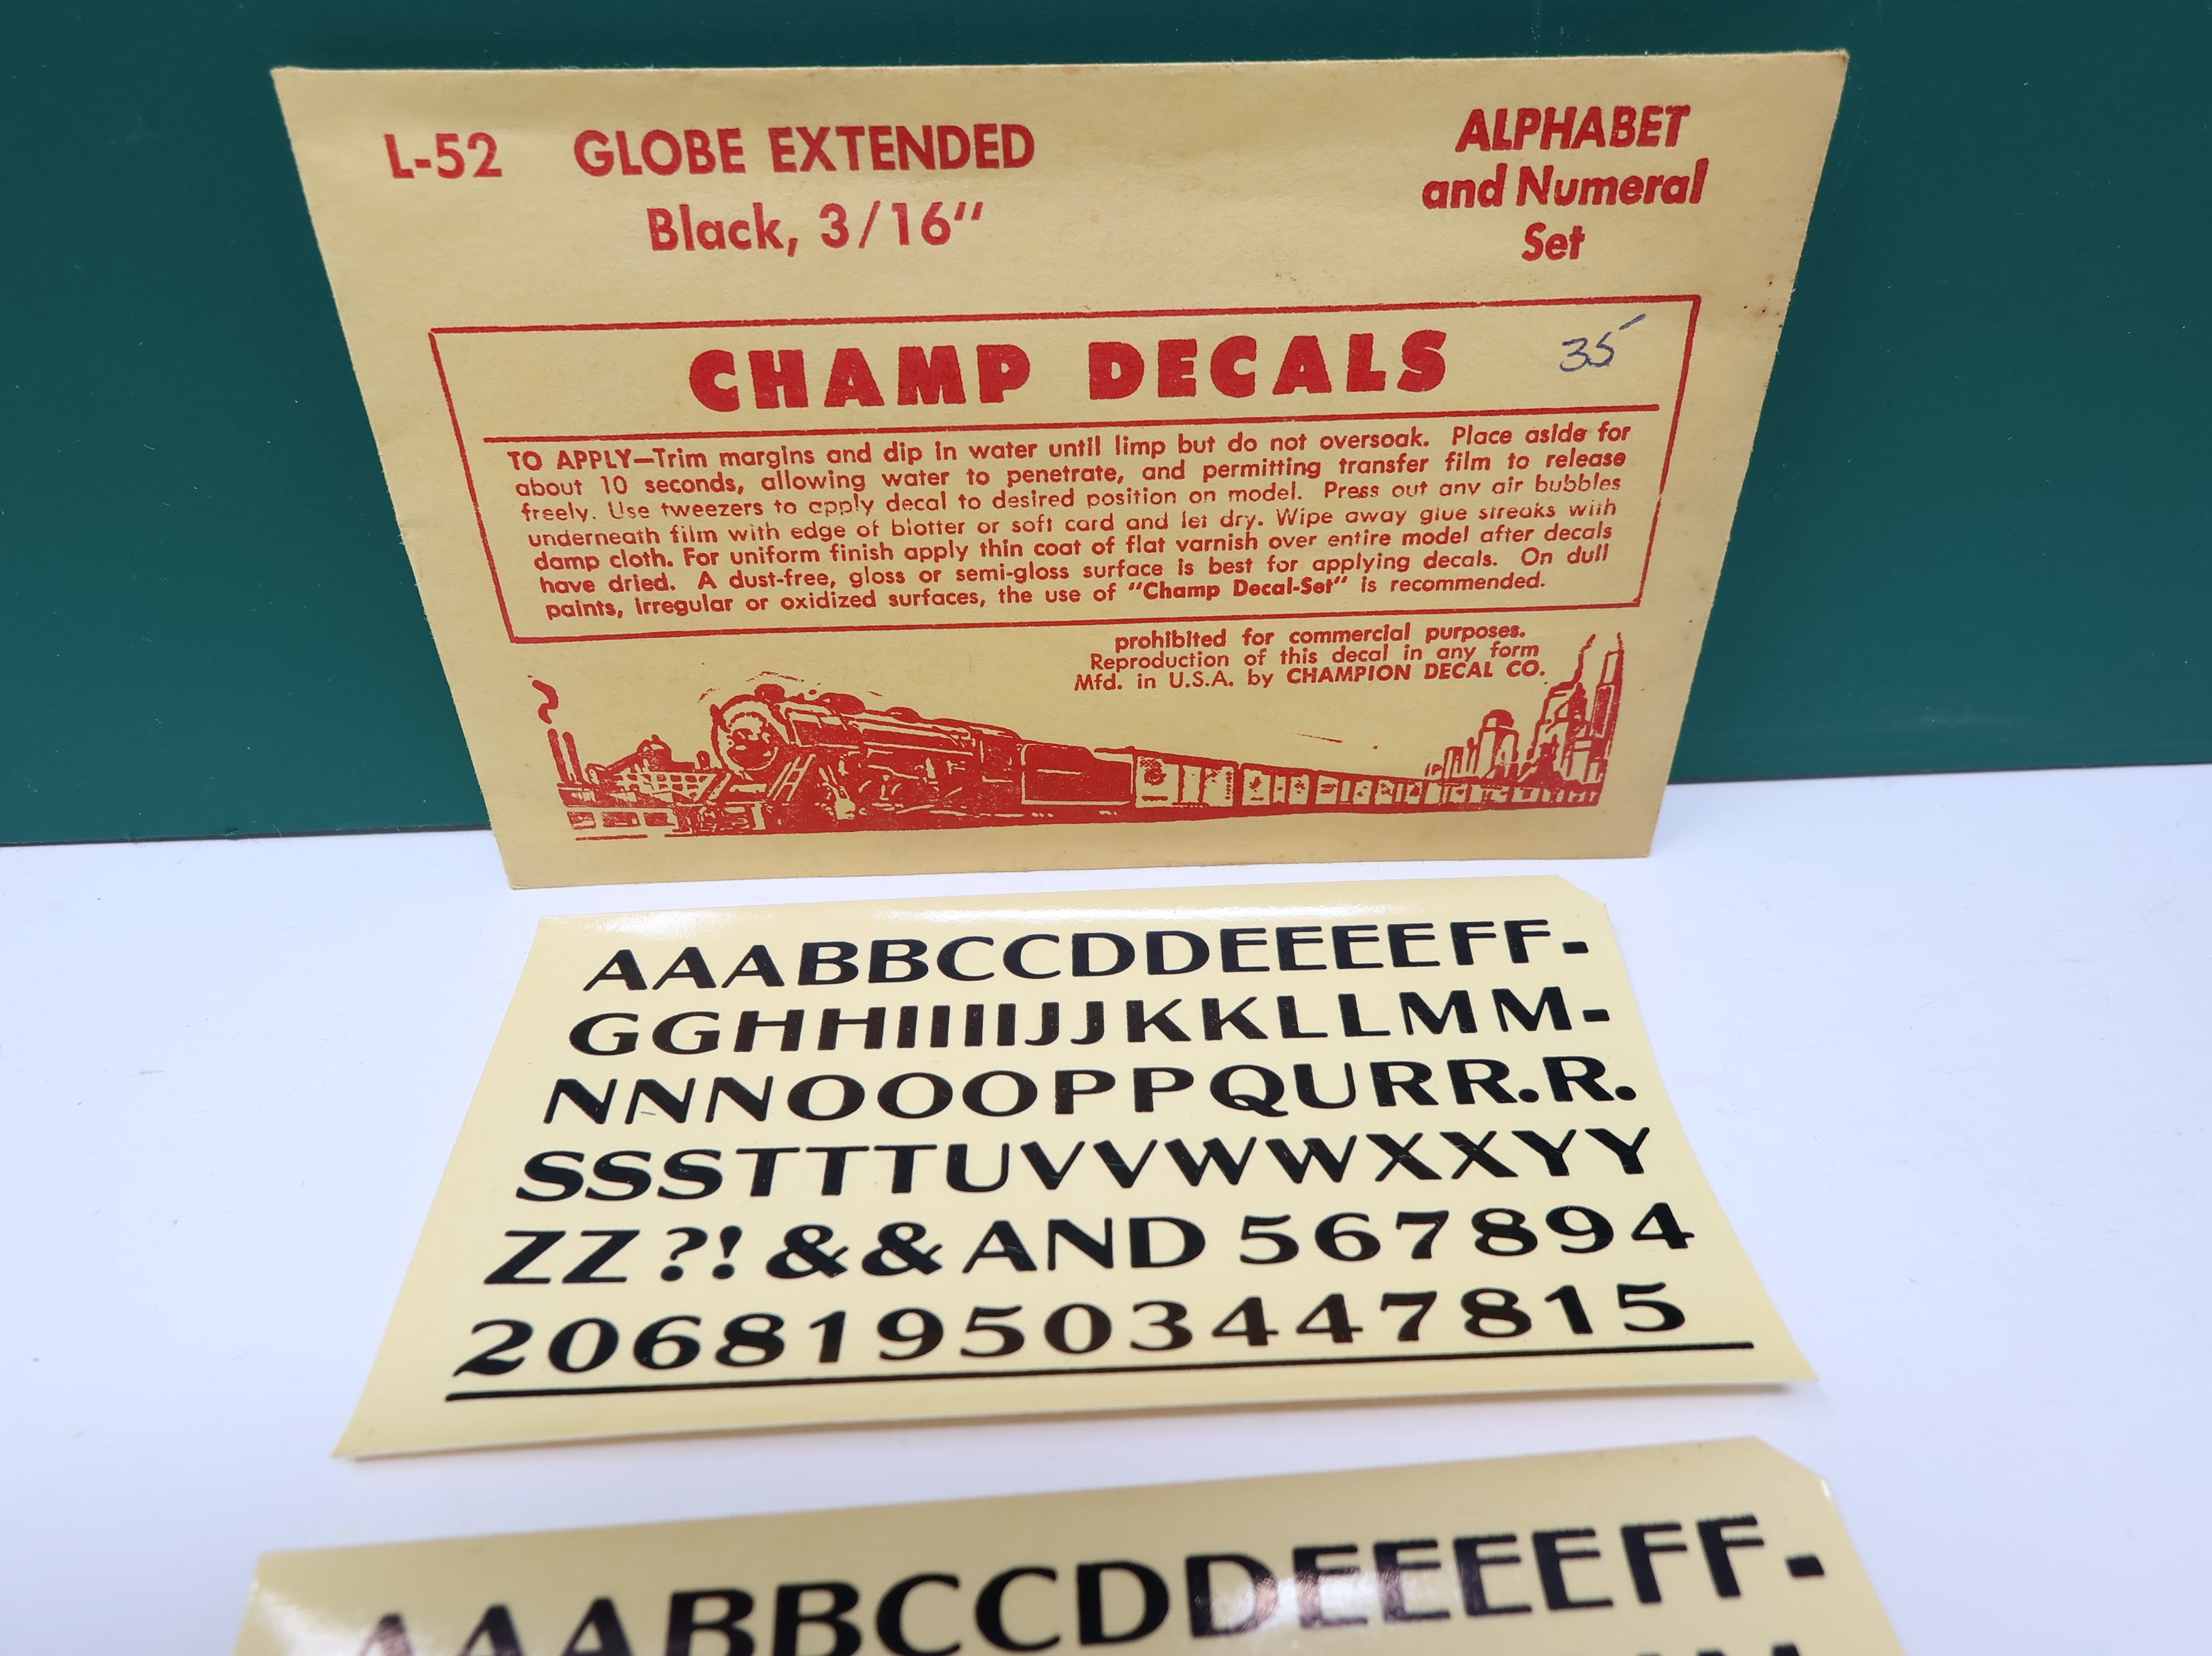 L-52 GLOBE EXTENDED
Black, 3/16"
ALPHABET
and Numeral
Set
CHAMP DECALS
35
TO APPLY—Trim margins and dip in water until limp but do not oversoak. Place aside for
about 10 seconds, allowing water to penetrate, and permitting transfer film to release
freely. Use tweezers to apply decal to desired position on model. Press out any air bubbles
underneath film with edge of blotter or soft card and let dry. Wipe away glue streaks with
damp cloth. For uniform finish apply thin coat of flat varnish over entire model after decals
have dried. A dust-free, gloss or semi-gloss surface is best for applying decals. On dull
paints, irregular or oxidized surfaces, the use of "Champ Decal-Set" is recommended.
prohibited for commercial purposes.
Reproduction of this decal in any form
Mfd. in U.S.A. by CHAMPION DECAL CO.
AAABBCCDDEEEEFF-
GGHHIIIIJJKKLLMM-
NNNOOOPPQURR.R.
SSSTTTUVVWWXXYY
ZZ?!&&AND 567894
206819503447815
AAABBCCDDEEEEFF-